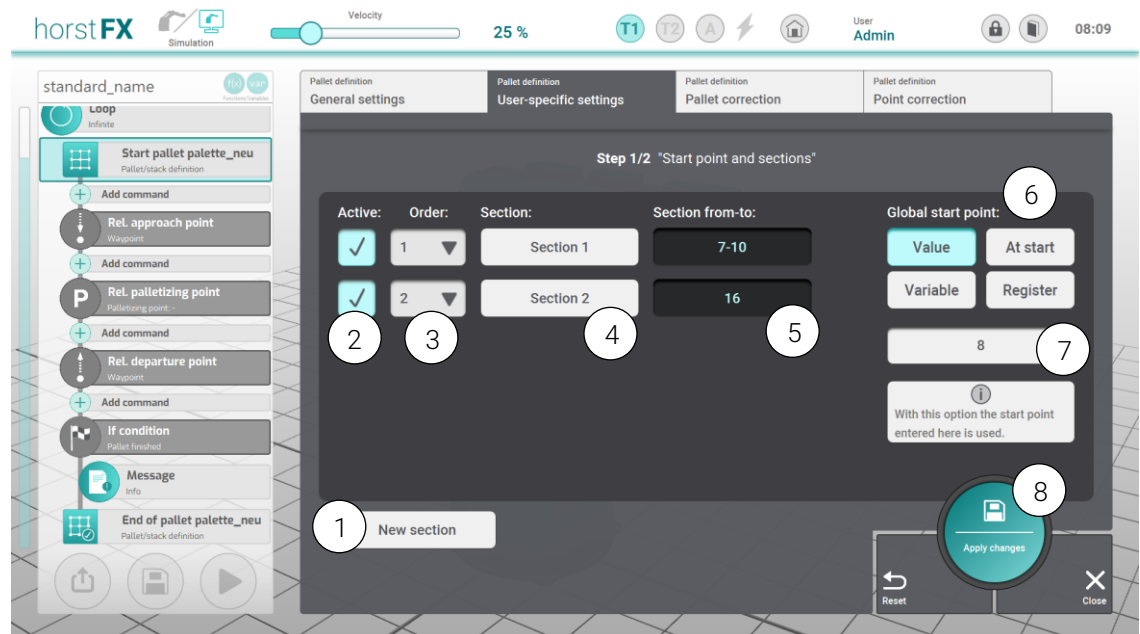 horstFX
Simulation
Velocity
25 %
T1
T2
A
User
Admin
08:09
standard_name
f(x)
var
Functions/Variables
Loop
Infinite
Start pallet palette_neu
Pallet/stack definition
Add command
Rel. approach point
Waypoint
Add command
P
Rel. palletizing point
Palletizing point: -
Add command
Rel. departure point
Waypoint
Add command
If condition
Pallet finished
Message
Info
End of pallet palette_neu
Pallet/stack definition
Pallet definition
General settings
Pallet definition
User-specific settings
Pallet definition
Pallet correction
Pallet definition
Point correction
Step 1/2 "Start point and sections"
Active:
Order:
Section:
Section from-to:
Global start point:
6
1
Section 1
7-10
Value
At start
2
Section 2
16
Variable
Register
2
3
4
5
8
7
i
With this option the start point
entered here is used.
1
New section
8
Apply changes
Reset
Close